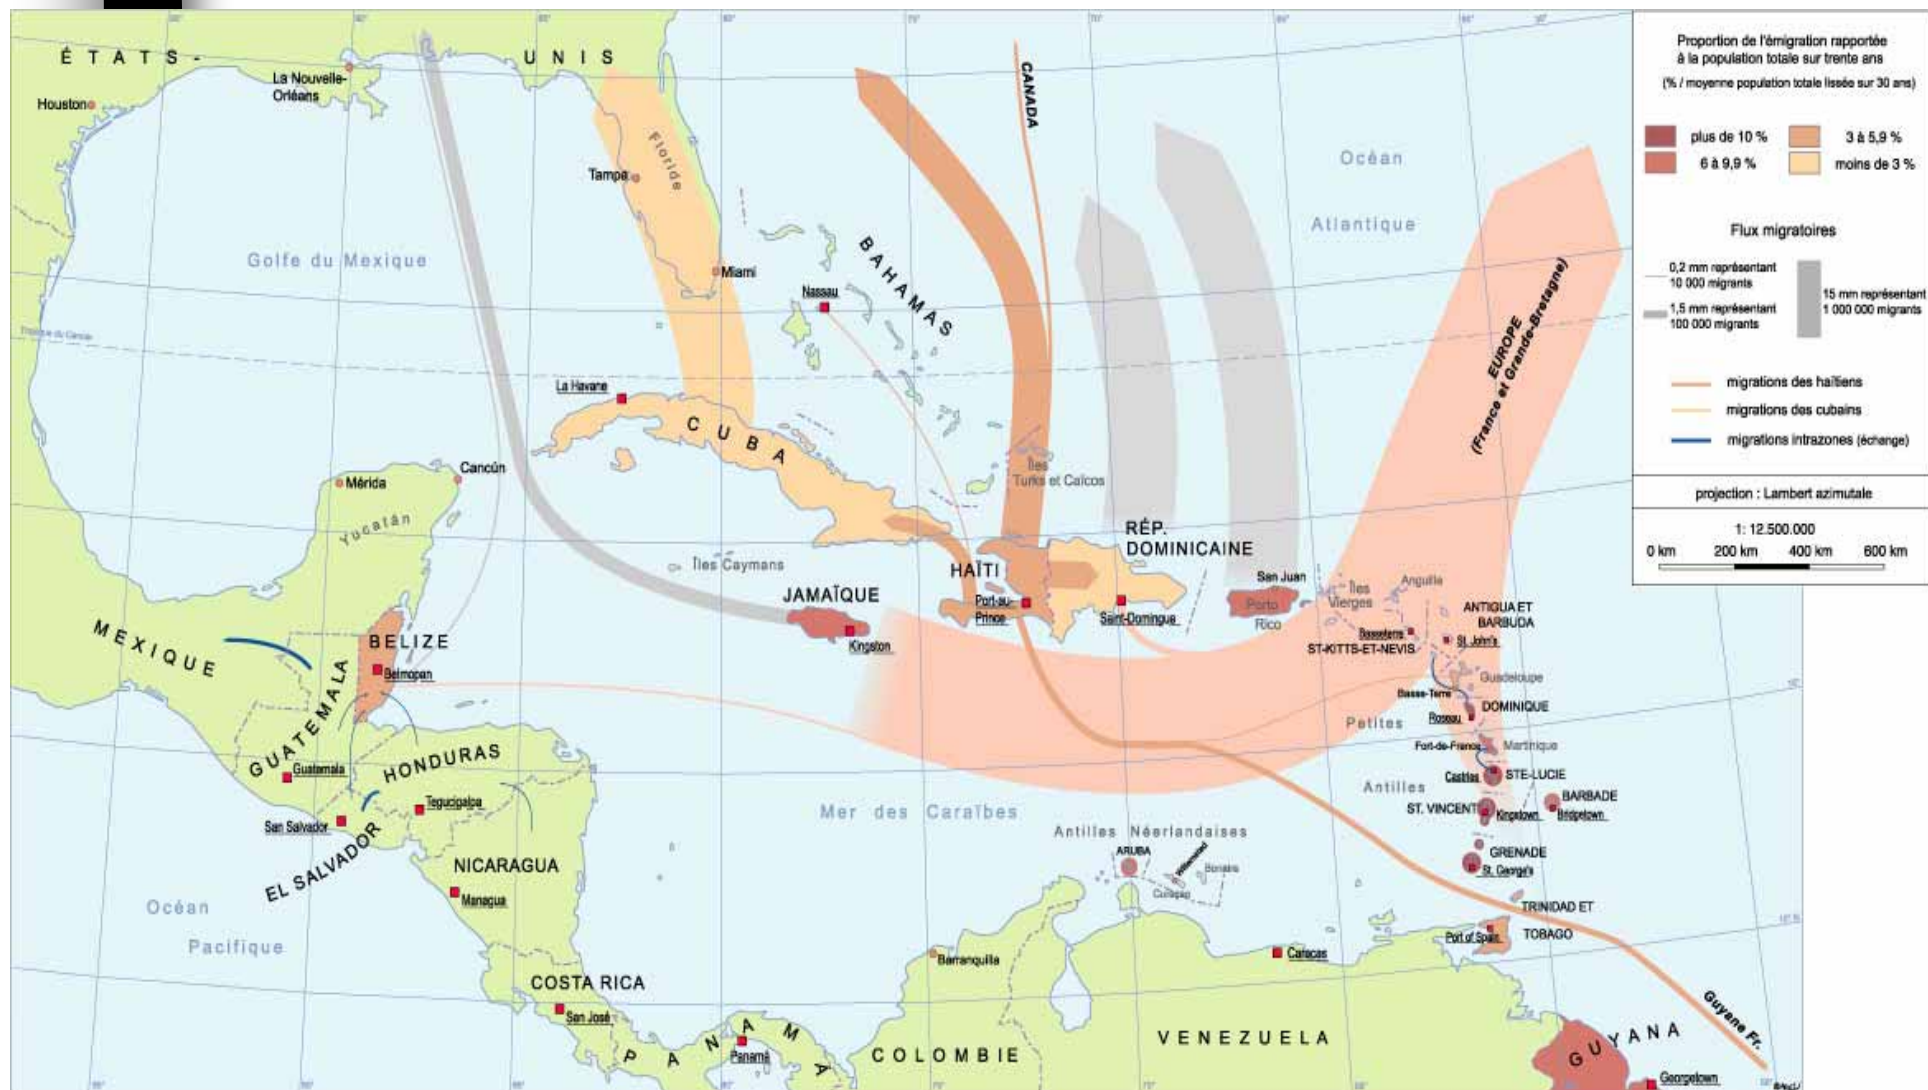 ÉTATS-
UNIS
La Nouvelle-
Orléans
Houston
Floride
Tampa
Miami
Golfe du Mexique
Tropique du Cancer
CANADA
Océan
Atlantique
BAHAMAS
Nassau
EUROPE
(France et Grande-Bretagne)
La Havane
CUBA
Cancún
Mérida
Yucatán
Îles
Turks et Caïcos
Îles Caymans
JAMAÏQUE
Kingston
HAÏTI
Port-au-
Prince
RÉP.
DOMINICAINE
Saint-Domingue
San Juan
Porto
Rico
Îles
Vierges
Anguilla
ANTIGUA ET
BARBUDA
St. John's
Basseterre
ST-KITTS-ET-NEVIS
Guadeloupe
Basse-Terre
DOMINIQUE
Roseau
Petites
Antilles
Fort-de-France
Martinique
Castries
STE-LUCIE
BARBADE
Bridgetown
ST. VINCENT
Kingstown
GRENADE
St. George's
TRINIDAD ET
TOBAGO
Port of Spain
Mer des Caraïbes
Antilles Néerlandaises
ARUBA
Willemstad
Curaçao
Bonaire
MEXIQUE
BELIZE
Belmopan
GUATEMALA
Guatemala
HONDURAS
Tegucigalpa
San Salvador
EL SALVADOR
NICARAGUA
Managua
Océan
Pacifique
COSTA RICA
San José
PANAMÁ
Panamá
Barranquilla
COLOMBIE
Caracas
VENEZUELA
GUYANA
Georgetown
Guyane Fr.
Proportion de l'émigration rapportée
à la population totale sur trente ans
(% / moyenne population totale lissée sur 30 ans)
plus de 10 %
3 à 5,9 %
6 à 9,9 %
moins de 3 %
Flux migratoires
0,2 mm représentant
10 000 migrants
1,5 mm représentant
100 000 migrants
15 mm représentant
1 000 000 migrants
migrations des haïtiens
migrations des cubains
migrations intrazones (échange)
projection : Lambert azimutale
1: 12.500.000
0 km 200 km 400 km 600 km